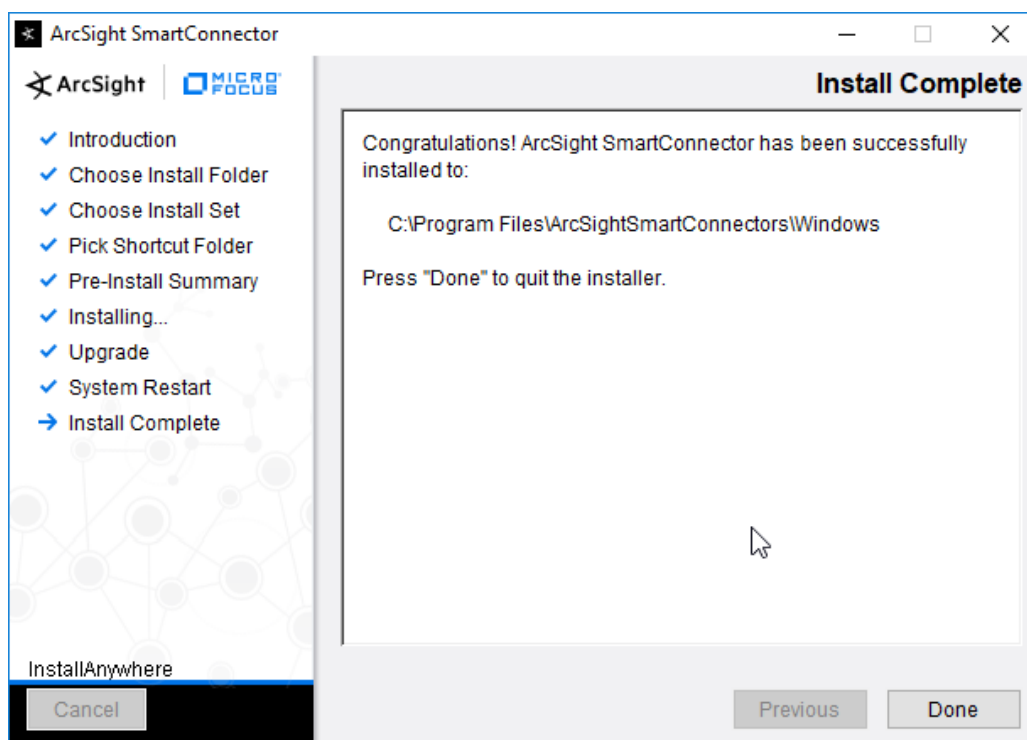 ArcSight SmartConnector
ArcSight
MICRO
FOCUS
Install Complete
Introduction
Choose Install Folder
Choose Install Set
Pick Shortcut Folder
Pre-Install Summary
Installing...
Upgrade
System Restart
Install Complete
Congratulations! ArcSight SmartConnector has been successfully
installed to:
C:\Program Files\ArcSightSmartConnectors\Windows
Press "Done" to quit the installer.
InstallAnywhere
Cancel
Previous
Done